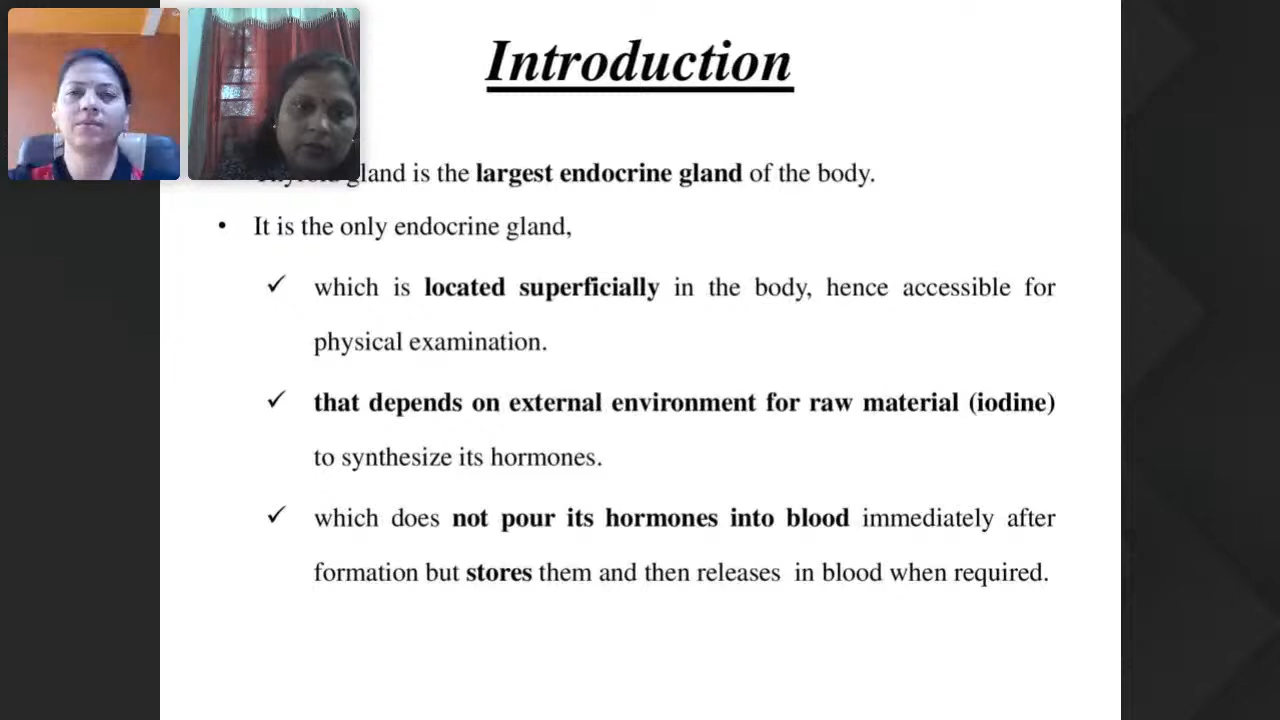 Introduction
gland is the largest endocrine gland of the body.
• It is the only endocrine gland,
✓ which is located superficially in the body, hence accessible for
physical examination.
✓ that depends on external environment for raw material (iodine)
to synthesize its hormones.
✓ which does not pour its hormones into blood immediately after
formation but stores them and then releases in blood when required.